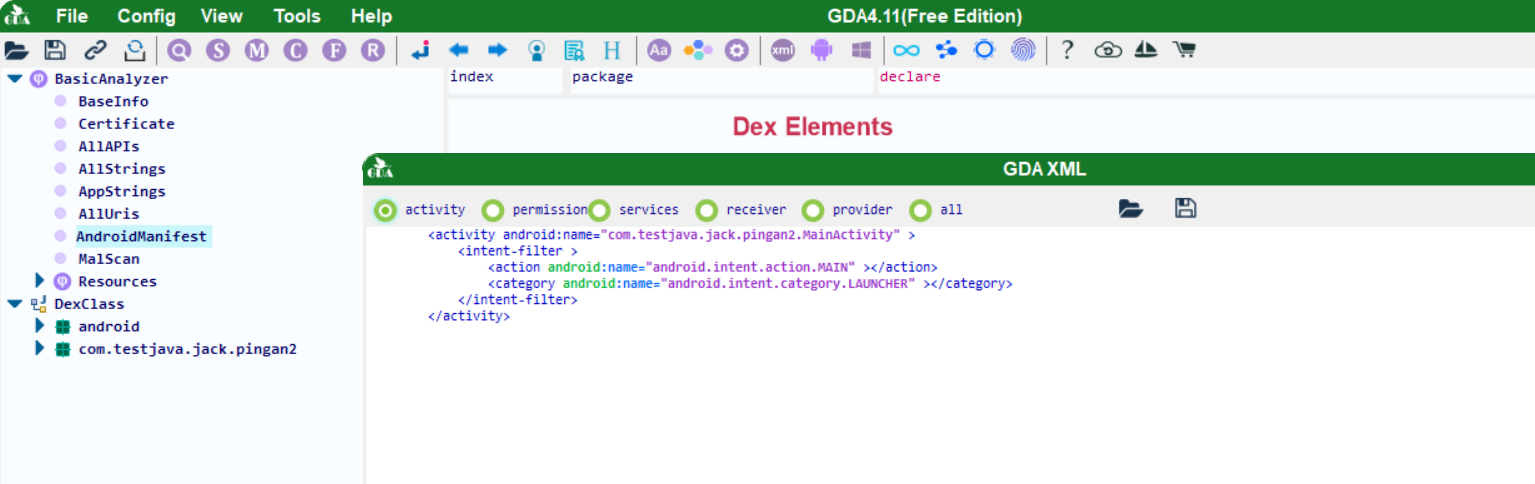 GDA File Config View Tools Help GDA4.11(Free Edition)
Q S M C F R H Aa xml ?
BasicAnalyzer
BaseInfo
Certificate
AllAPIs
AllStrings
AppStrings
AllUris
AndroidManifest
MalScan
Resources
DexClass
android
com.testjava.jack.pingan2
index package declare
Dex Elements
GDA GDA XML
activity permission services receiver provider all
<activity android:name="com.testjava.jack.pingan2.MainActivity" >
<intent-filter >
<action android:name="android.intent.action.MAIN" ></action>
<category android:name="android.intent.category.LAUNCHER" ></category>
</intent-filter>
</activity>